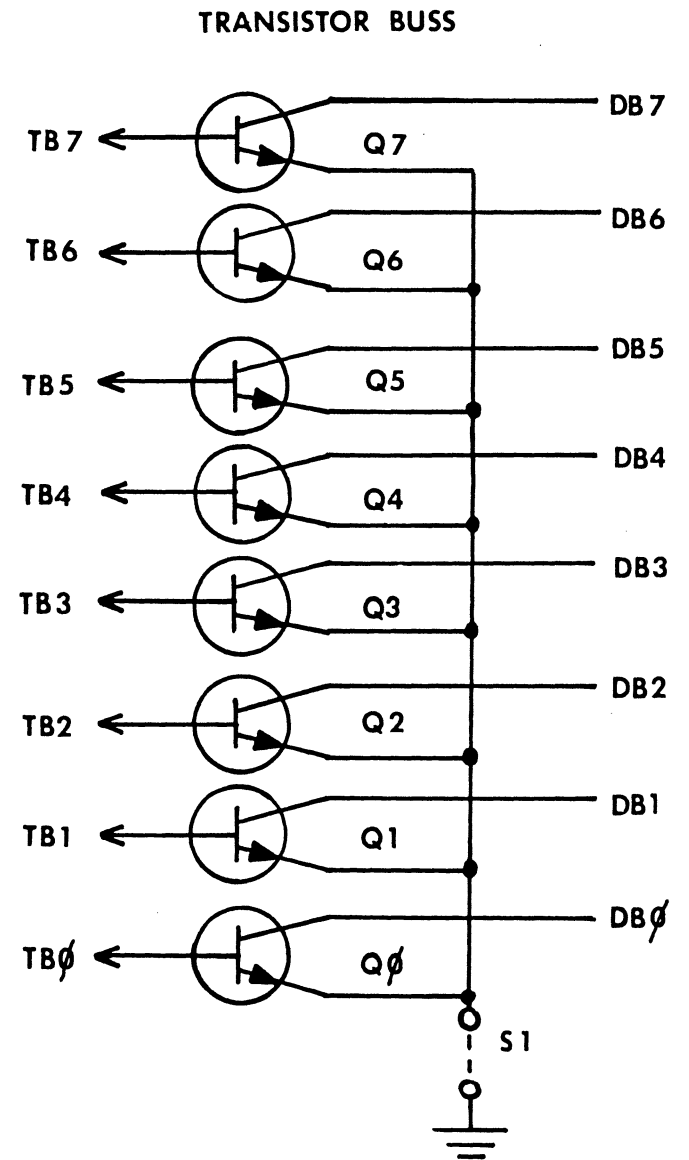 TRANSISTOR BUSS
DB7
TB7
Q7
DB6
TB6
Q6
DB5
TB5
Q5
DB4
TB4
Q4
DB3
TB3
Q3
DB2
TB2
Q2
DB1
TB1
Q1
DBØ
TBØ
QØ
S1